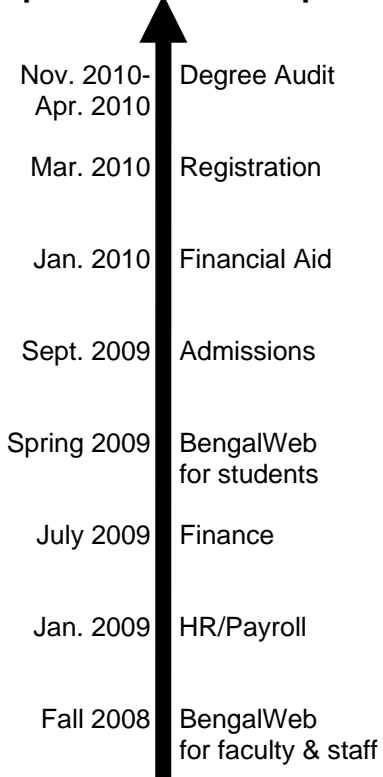 Nov. 2010- Degree Audit
Apr. 2010
Mar. 2010 Registration
Jan. 2010 Financial Aid
Sept. 2009 Admissions
Spring 2009 BengalWeb
for students
July 2009 Finance
Jan. 2009 HR/Payroll
Fall 2008 BengalWeb
for faculty & staff